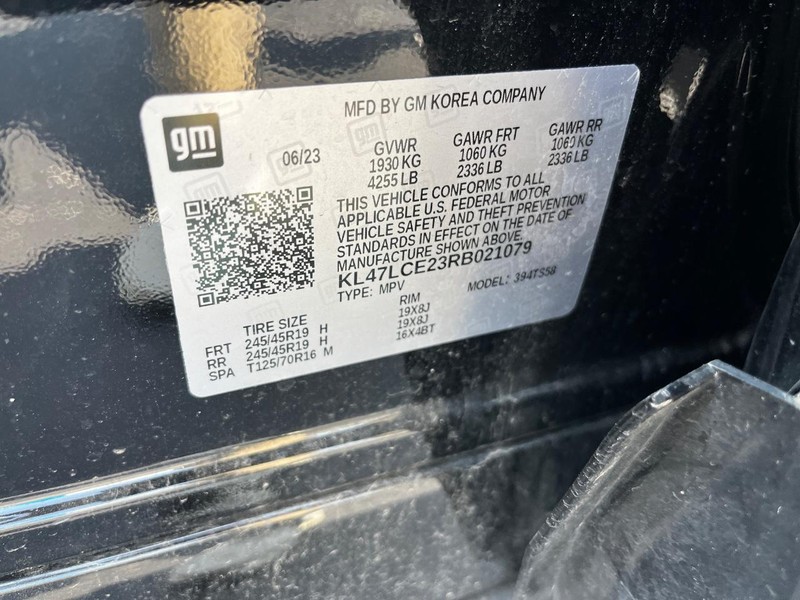 MFD BY GM KOREA COMPANY
gm
06/23
GVWR GAWR FRT GAWR RR
1930 KG 1060 KG 1060 KG
4255 LB 2336 LB 2336 LB
THIS VEHICLE CONFORMS TO ALL
APPLICABLE U.S. FEDERAL MOTOR
VEHICLE SAFETY AND THEFT PREVENTION
STANDARDS IN EFFECT ON THE DATE OF
MANUFACTURE SHOWN ABOVE.
KL47LCE23RB021079
TYPE: MPV MODEL: 394TS58
TIRE SIZE RIM
FRT 245/45R19 H 19X8J
RR 245/45R19 H 19X8J
SPA T125/70R16 M 16X4BT